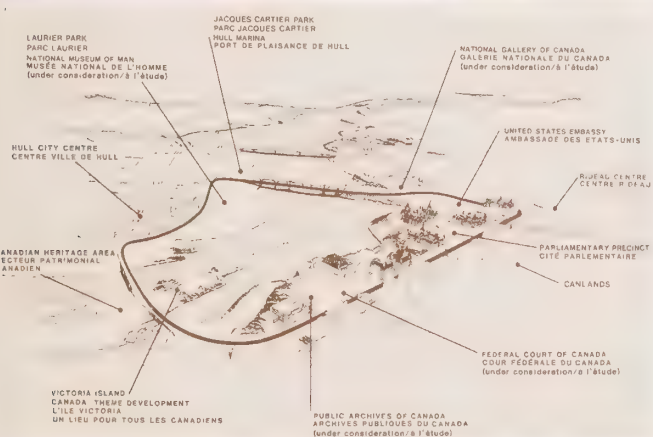 JACQUES CARTIER PARK
PARC JACQUES CARTIER
HULL MARINA
PORT DE PLAISANCE DE HULL
LAURIER PARK
PARC LAURIER
NATIONAL MUSEUM OF MAN
MUSÉE NATIONAL DE L'HOMME
(under consideration/à l'étude)
NATIONAL GALLERY OF CANADA
GALERIE NATIONALE DU CANADA
(under consideration/à l'étude)
UNITED STATES EMBASSY
AMBASSADE DES ETATS-UNIS
HULL CITY CENTRE
CENTRE VILLE DE HULL
CENTRE
CENTRE
ANADIAN HERITAGE AREA
ECTEUR PATRIMONIAL
ANADIEN
PARLIAMENTARY PRECINCT
CITÉ PARLEMENTAIRE
CANLANDS
FEDERAL COURT OF CANADA
COUR FÉDÉRALE DU CANADA
(under consideration/à l'étude)
VICTORIA ISLAND
CANADA THEME DEVELOPMENT
L'ILE VICTORIA
UN LIEU POUR TOUS LES CANADIENS
PUBLIC ARCHIVES OF CANADA
ARCHIVES PUBLIQUES DU CANADA
(under consideration/à l'étude)